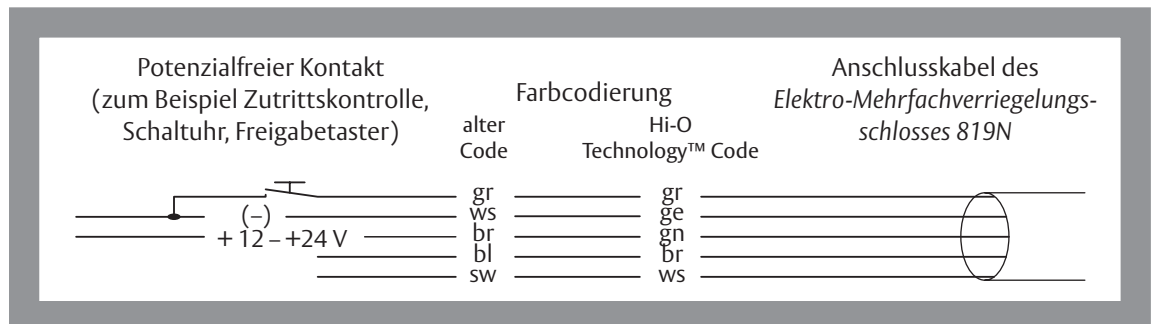 Potenzialfreier Kontakt
(zum Beispiel Zutrittskontrolle,
Schaltuhr, Freigabetaster)
Farbcodierung
alter
Code
Hi-O
Technology™ Code
Anschlusskabel des
Elektro-Mehrfachverriegelungs-
schlosses 819N
gr gr
(–) ws ge
+ 12 – +24 V br gn
bl br
sw ws